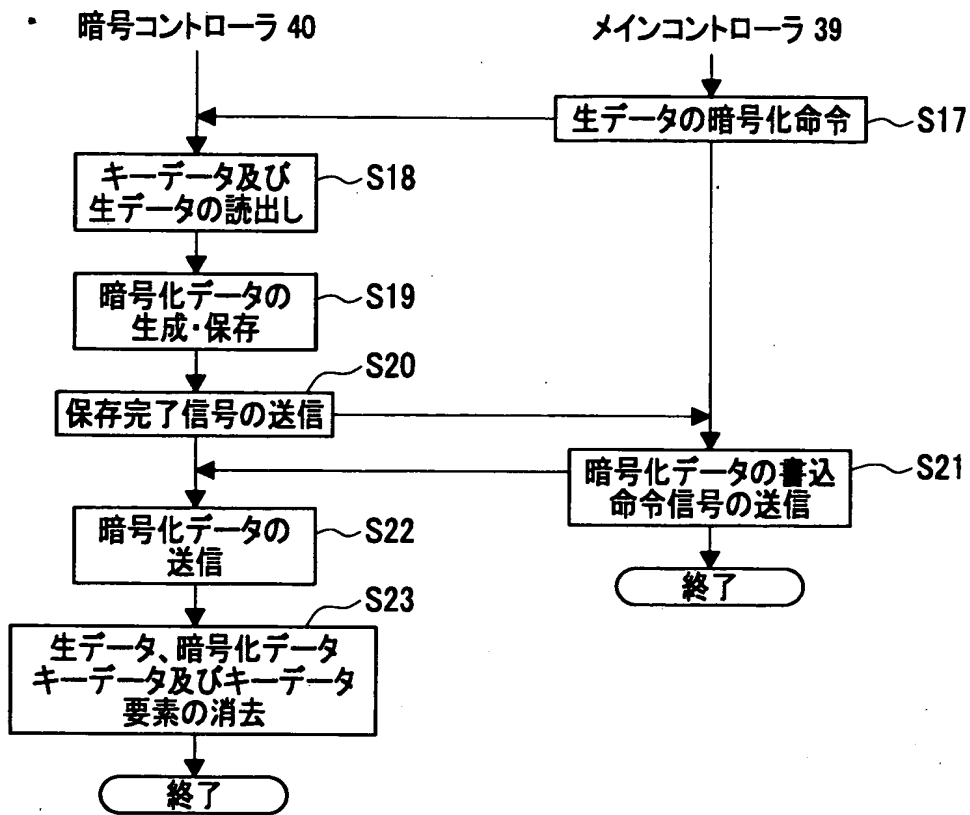 暗号コントローラ 40
メインコントローラ 39
生データの暗号化命令
S17
キーデータ及び
生データの読出し
S18
暗号化データの
生成・保存
S19
S20
保存完了信号の送信
暗号化データの書込
命令信号の送信
S21
暗号化データの
送信
S22
終了
S23
生データ、暗号化データ
キーデータ及びキーデータ
要素の消去
終了